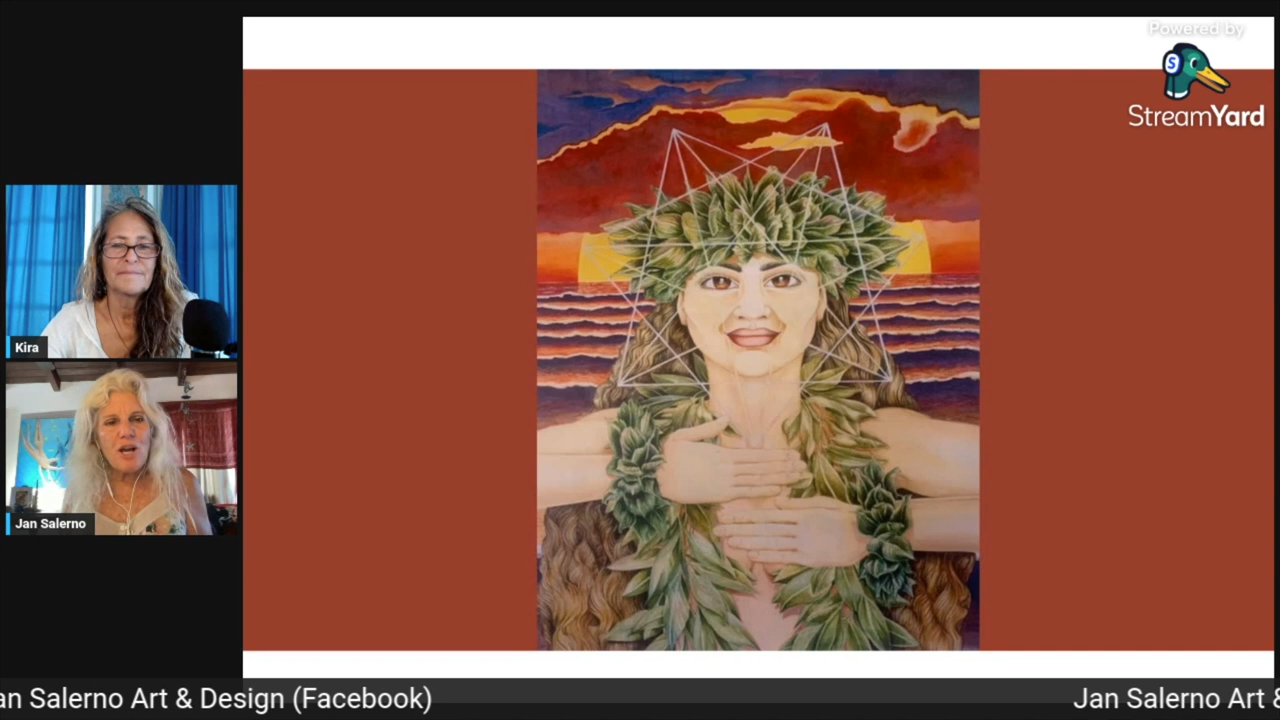 Powered by
S
StreamYard
Kira
Jan Salerno
an Salerno Art & Design (Facebook)
Jan Salerno Art &